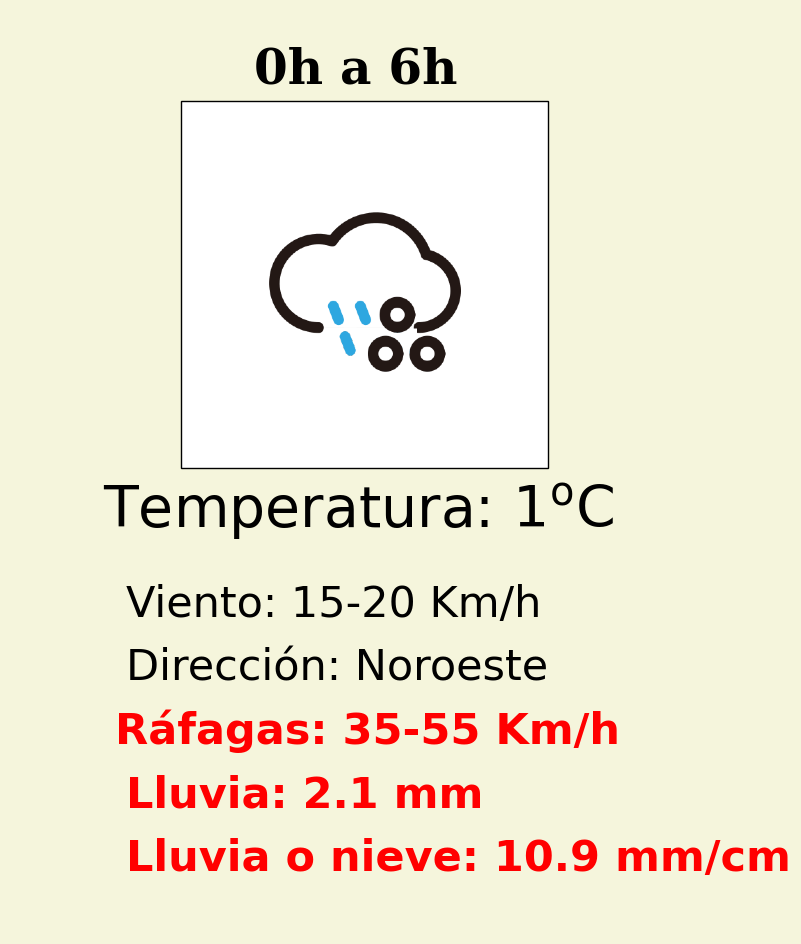 0h a 6h
Temperatura: 1ºC
Viento: 15-20 Km/h
Dirección: Noroeste
Ráfagas: 35-55 Km/h
Lluvia: 2.1 mm
Lluvia o nieve: 10.9 mm/cm